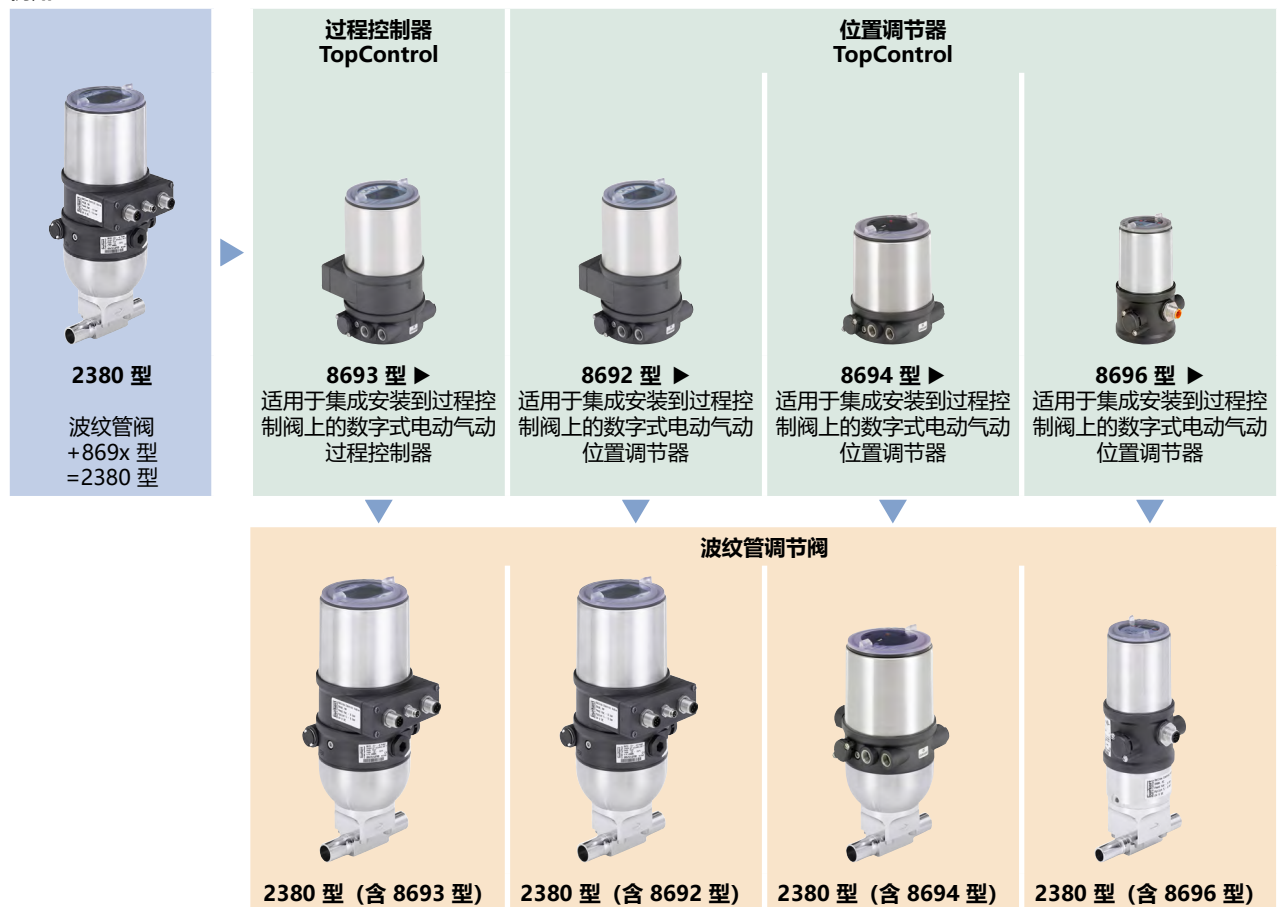 过程控制器
TopControl
位置调节器
TopControl
2380 型
波纹管阀
+869x 型
=2380 型
8693 型 ▶
适用于集成安装到过程控
制阀上的数字式电动气动
过程控制器
8692 型 ▶
适用于集成安装到过程控
制阀上的数字式电动气动
位置调节器
8694 型 ▶
适用于集成安装到过程控
制阀上的数字式电动气动
位置调节器
8696 型 ▶
适用于集成安装到过程控
制阀上的数字式电动气动
位置调节器
波纹管调节阀
2380 型 (含 8693 型)
2380 型 (含 8692 型)
2380 型 (含 8694 型)
2380 型 (含 8696 型)